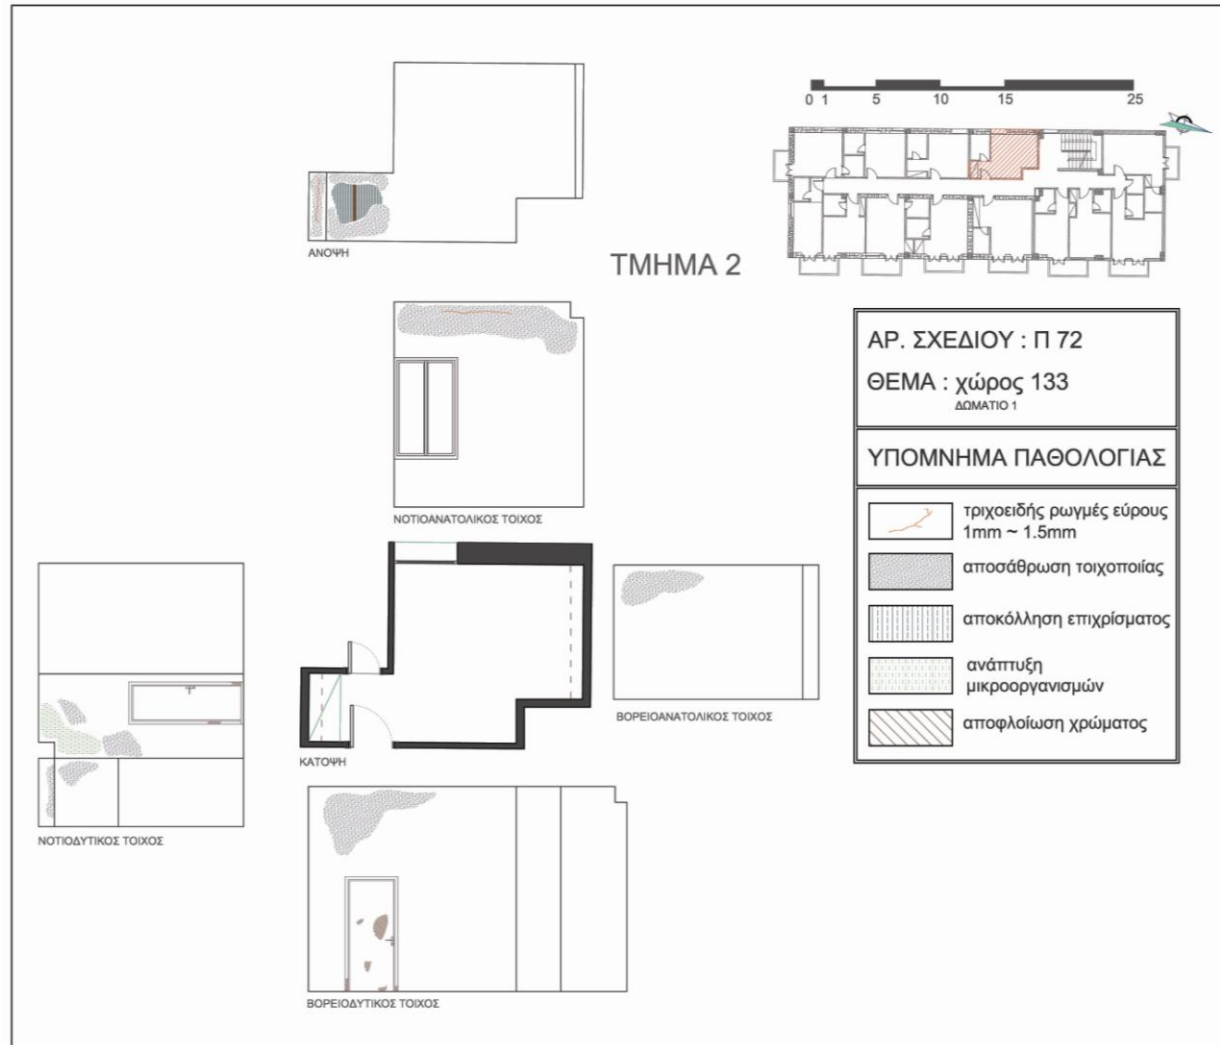 0 1 5 10 15 25
ΑΝΟΨΗ
ΤΜΗΜΑ 2
ΝΟΤΙΟΑΝΑΤΟΛΙΚΟΣ ΤΟΙΧΟΣ
ΚΑΤΟΨΗ
ΒΟΡΕΙΟΑΝΑΤΟΛΙΚΟΣ ΤΟΙΧΟΣ
ΝΟΤΙΟΔΥΤΙΚΟΣ ΤΟΙΧΟΣ
ΒΟΡΕΙΟΔΥΤΙΚΟΣ ΤΟΙΧΟΣ
ΑΡ. ΣΧΕΔΙΟΥ : Π 72
ΘΕΜΑ : χώρος 133
ΔΩΜΑΤΙΟ 1
ΥΠΟΜΝΗΜΑ ΠΑΘΟΛΟΓΙΑΣ
τριχοειδής ρωγμές εύρους
1mm ~ 1.5mm
αποσάθρωση τοιχοποιίας
αποκόλληση επιχρίσματος
ανάπτυξη
μικροοργανισμών
αποφλοίωση χρώματος